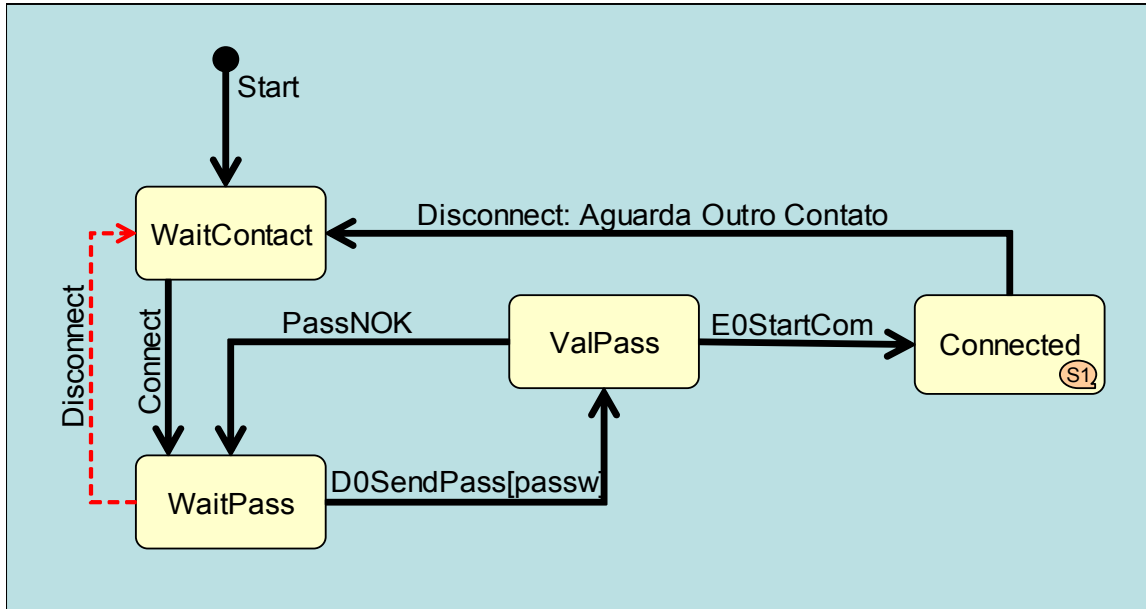 Start
WaitContact
Disconnect: Aguarda Outro Contato
Disconnect
Connect
PassNOK
ValPass
E0StartCom
Connected
S1
WaitPass
D0SendPass[passw]